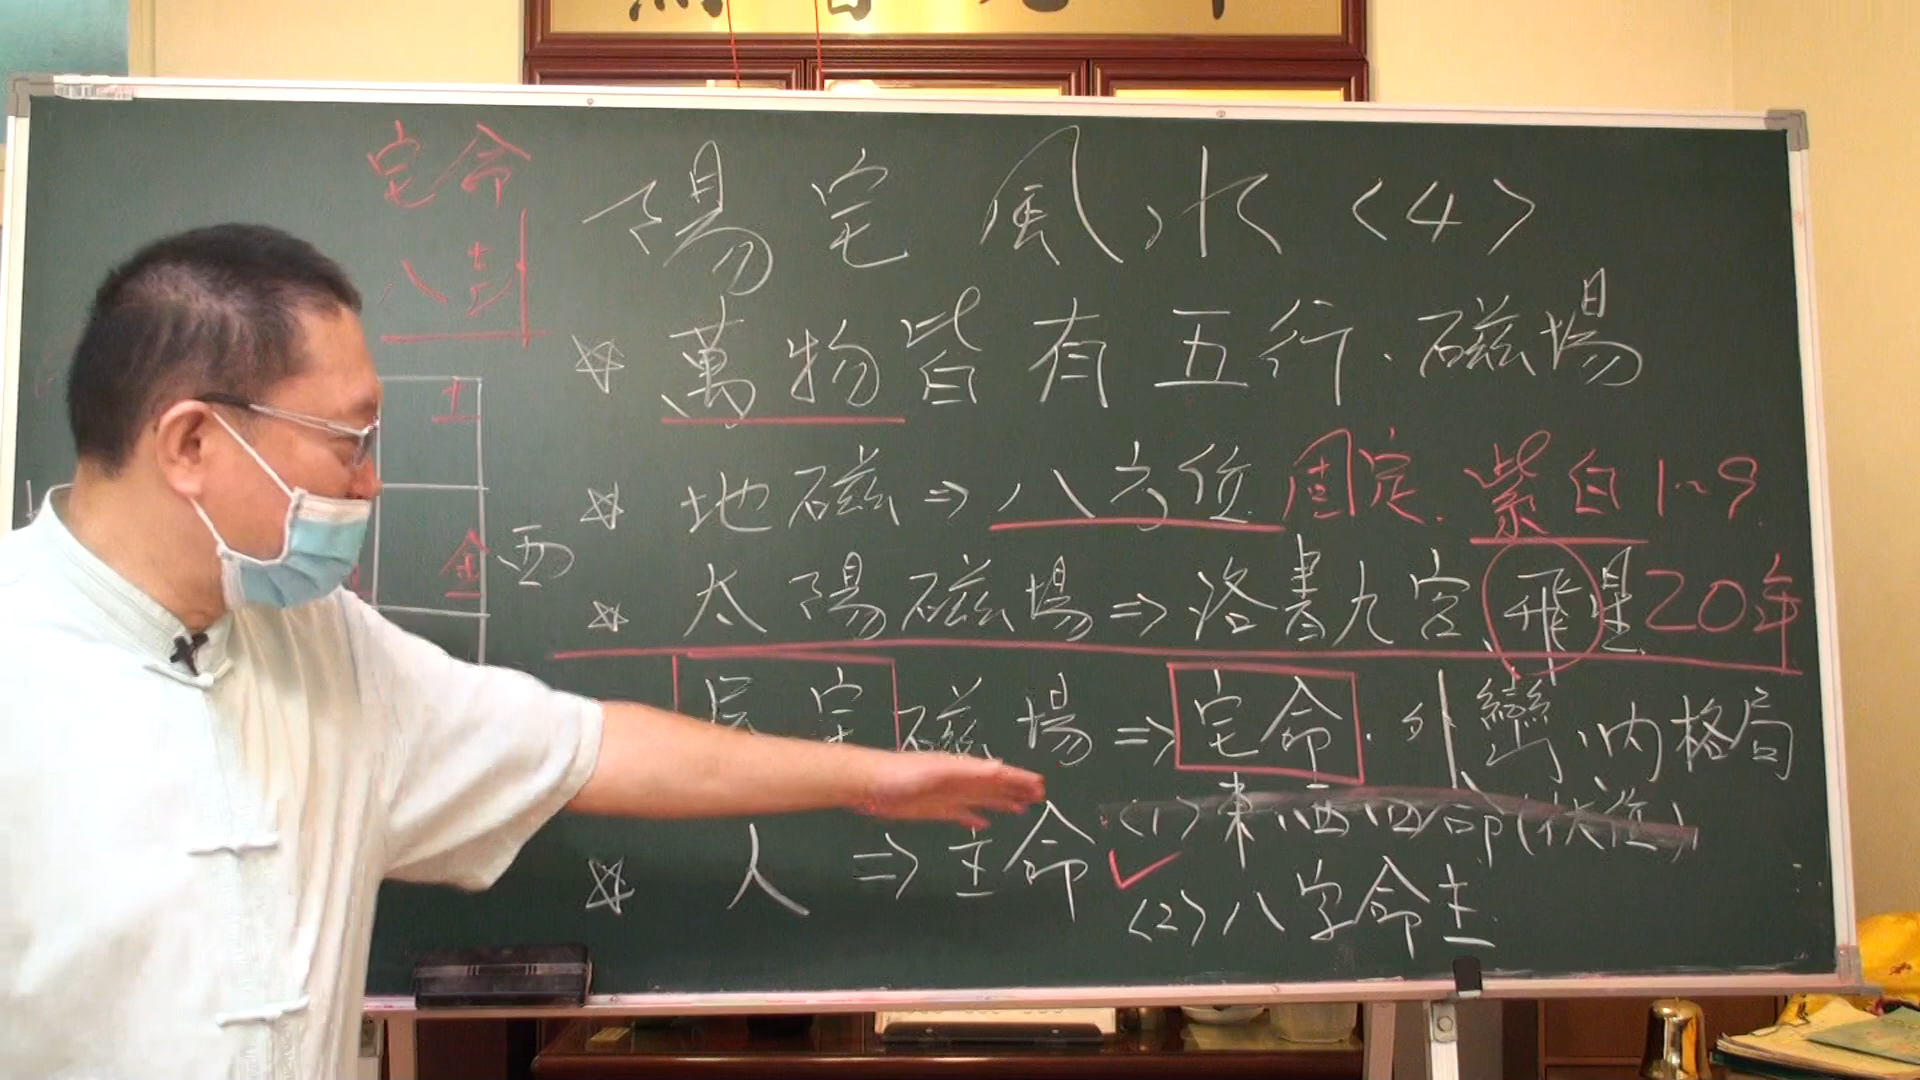 宅命
八卦
陽宅風水<4>
☆萬物皆有五行.磁場
☆地磁⇒八方位固定.紫白1~9.
☆太陽磁場⇒洛書九宮、飛星20年
居宅磁場⇒宅命.外巒、內格局
☆人⇒主命✓
(1)東、西四命(伏位)
(2)八字命主.
土
金
西